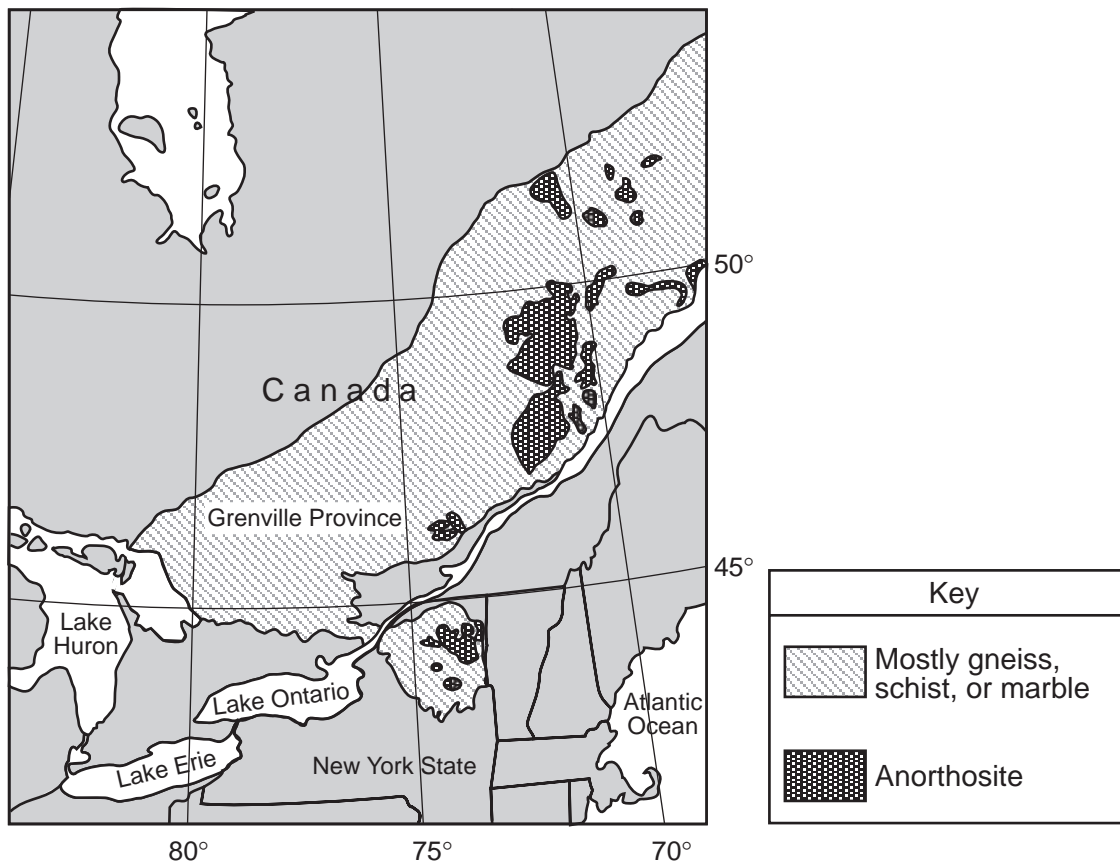 50°
Canada
Grenville Province
45°
Lake
Huron
Lake Ontario
Atlantic
Ocean
Lake Erie
New York State
80°
75°
70°
Key
Mostly gneiss,
schist, or marble
Anorthosite